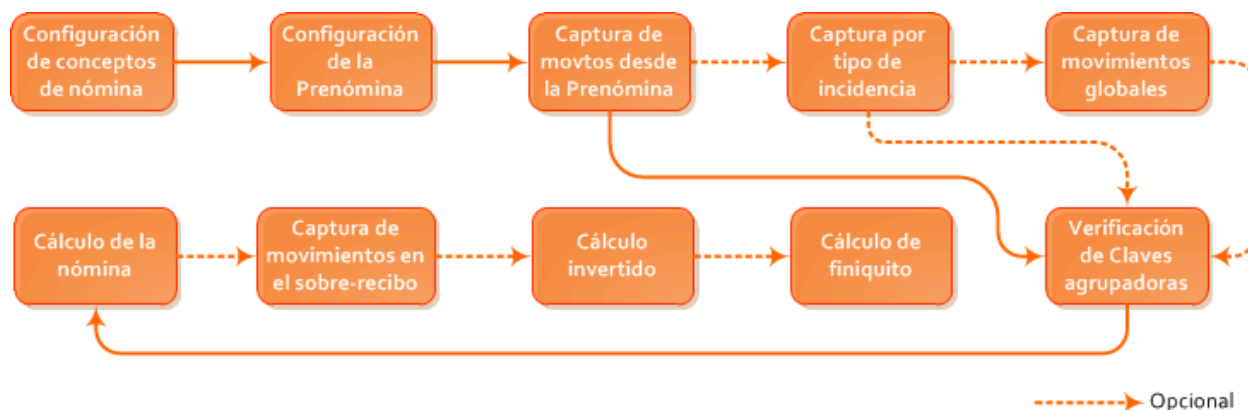 Configuración
de conceptos
de nómina
Configuración
de la
Prenómina
Captura de
movtos desde
la Prenómina
Captura por
tipo de
incidencia
Captura de
movimientos
globales
Cálculo de la
nómina
Captura de
movimientos en
el sobre-recibo
Cálculo
invertido
Cálculo de
finiquito
Verificación
de Claves
agrupadoras
Opcional